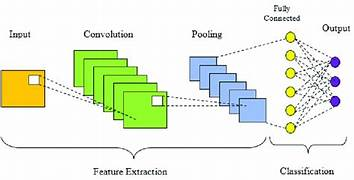 Fully
Connected
Input
Convolution
Pooling
Output
Feature Extraction
Classification